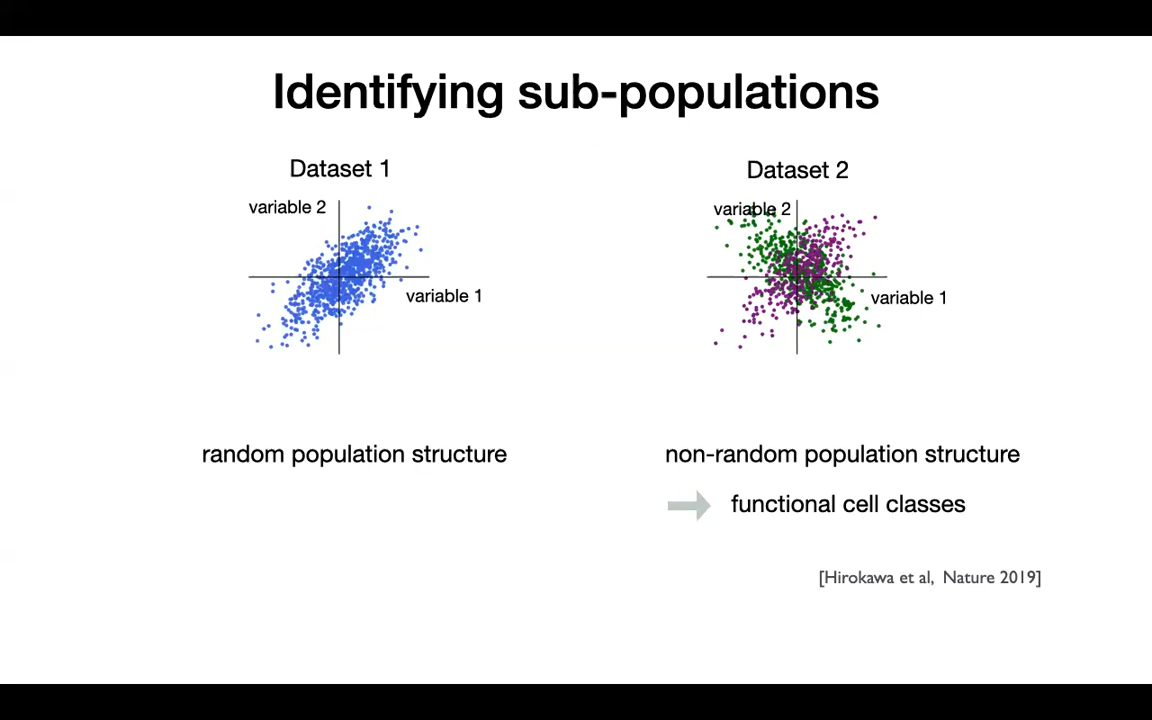 Identifying sub-populations
Dataset 1
variable 2
variable 1
random population structure
Dataset 2
variable 2
variable 1
non-random population structure
functional cell classes
[Hirokawa et al, Nature 2019]